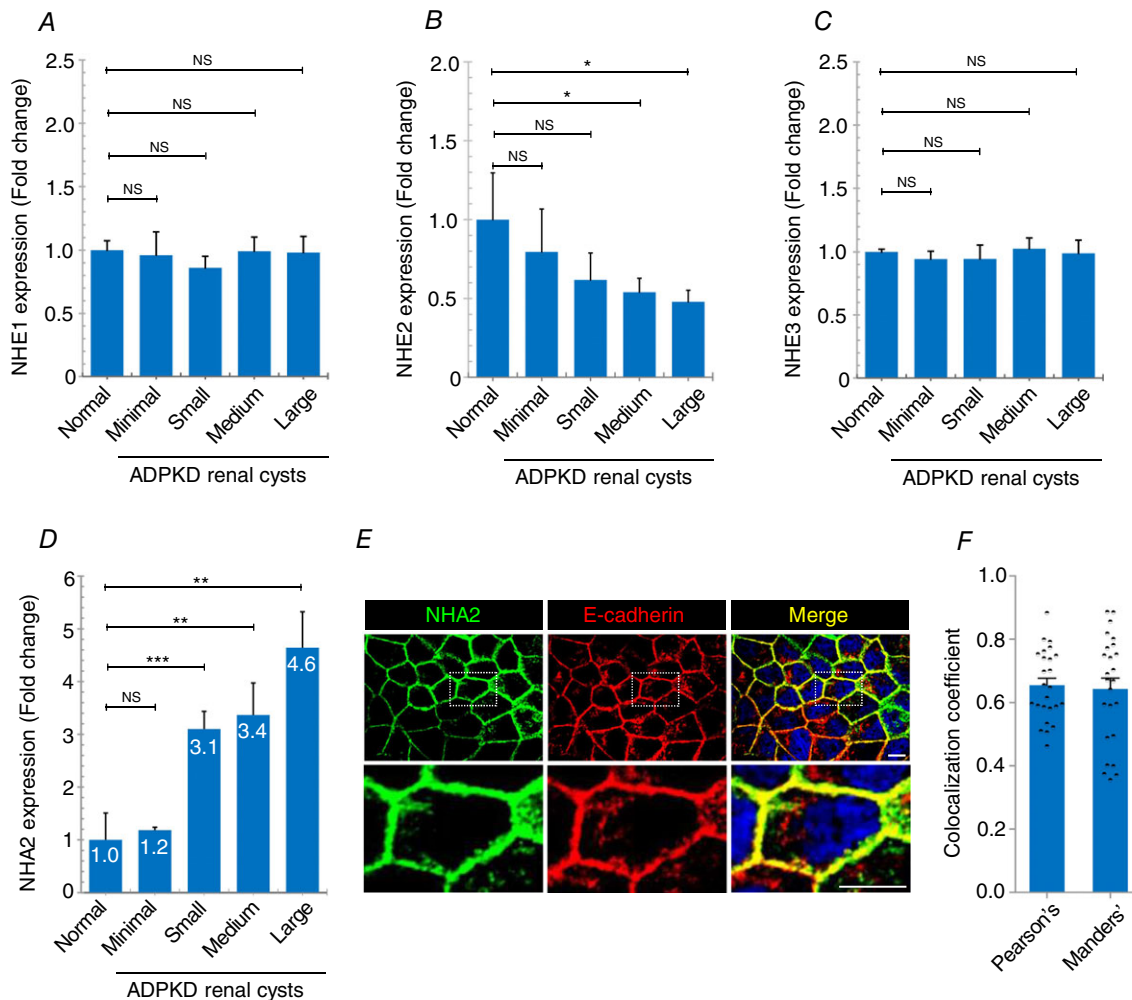 A
NHE1 expression (Fold change)
2.5
2.0
1.5
1.0
0.5
0
NS
NS
NS
NS
Normal
Minimal
Small
Medium
Large
ADPKD renal cysts
B
NHE2 expression (Fold change)
2.0
1.5
1.0
0.5
0
*
*
NS
NS
Normal
Minimal
Small
Medium
Large
ADPKD renal cysts
C
NHE3 expression (Fold change)
2.5
2.0
1.5
1.0
0.5
0
NS
NS
NS
NS
Normal
Minimal
Small
Medium
Large
ADPKD renal cysts
D
NHA2 expression (Fold change)
6
5
4
3
2
1
0
**
**
***
NS
1.0
1.2
3.1
3.4
4.6
Normal
Minimal
Small
Medium
Large
ADPKD renal cysts
E
NHA2
E-cadherin
Merge
F
Colocalization coefficient
1.0
0.8
0.6
0.4
0.2
0.0
Pearson's
Manders'